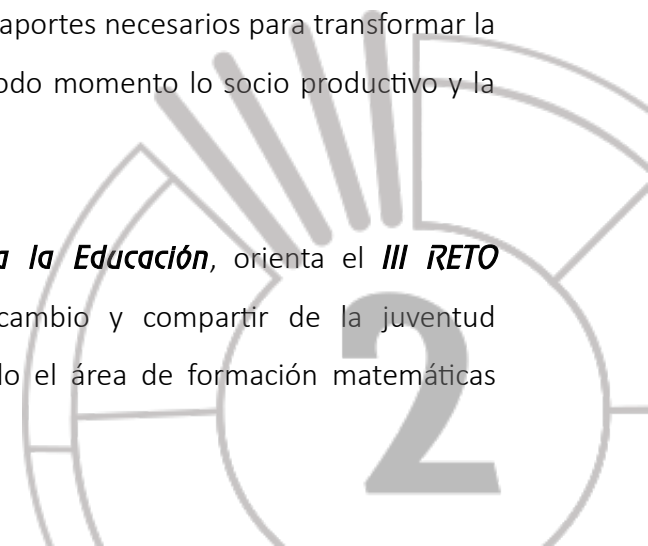 aportes necesarios para transformar la
odo momento lo socio productivo y la
a la Educación, orienta el III RETO
cambio y compartir de la juventud
lo el área de formación matemáticas
2